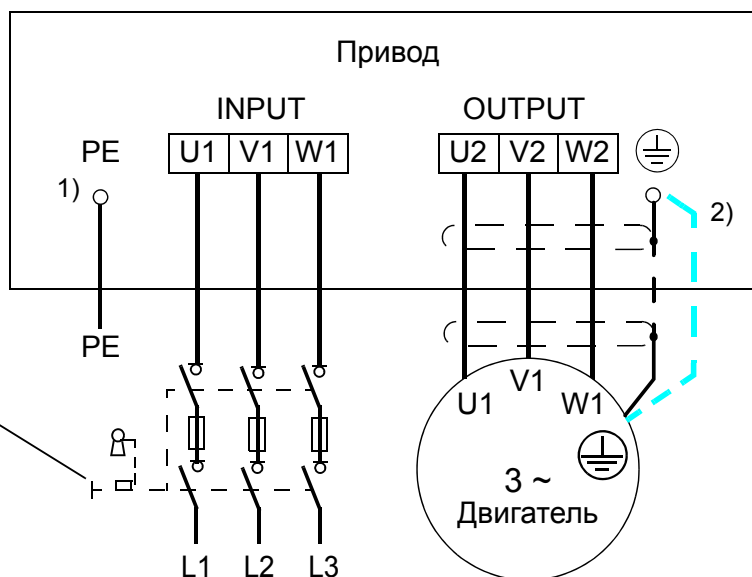 Привод
INPUT
OUTPUT
PE
U1 V1 W1
U2 V2 W2
1)
2)
PE
U1
V1
W1
3 ~
Двигатель
L1 L2 L3